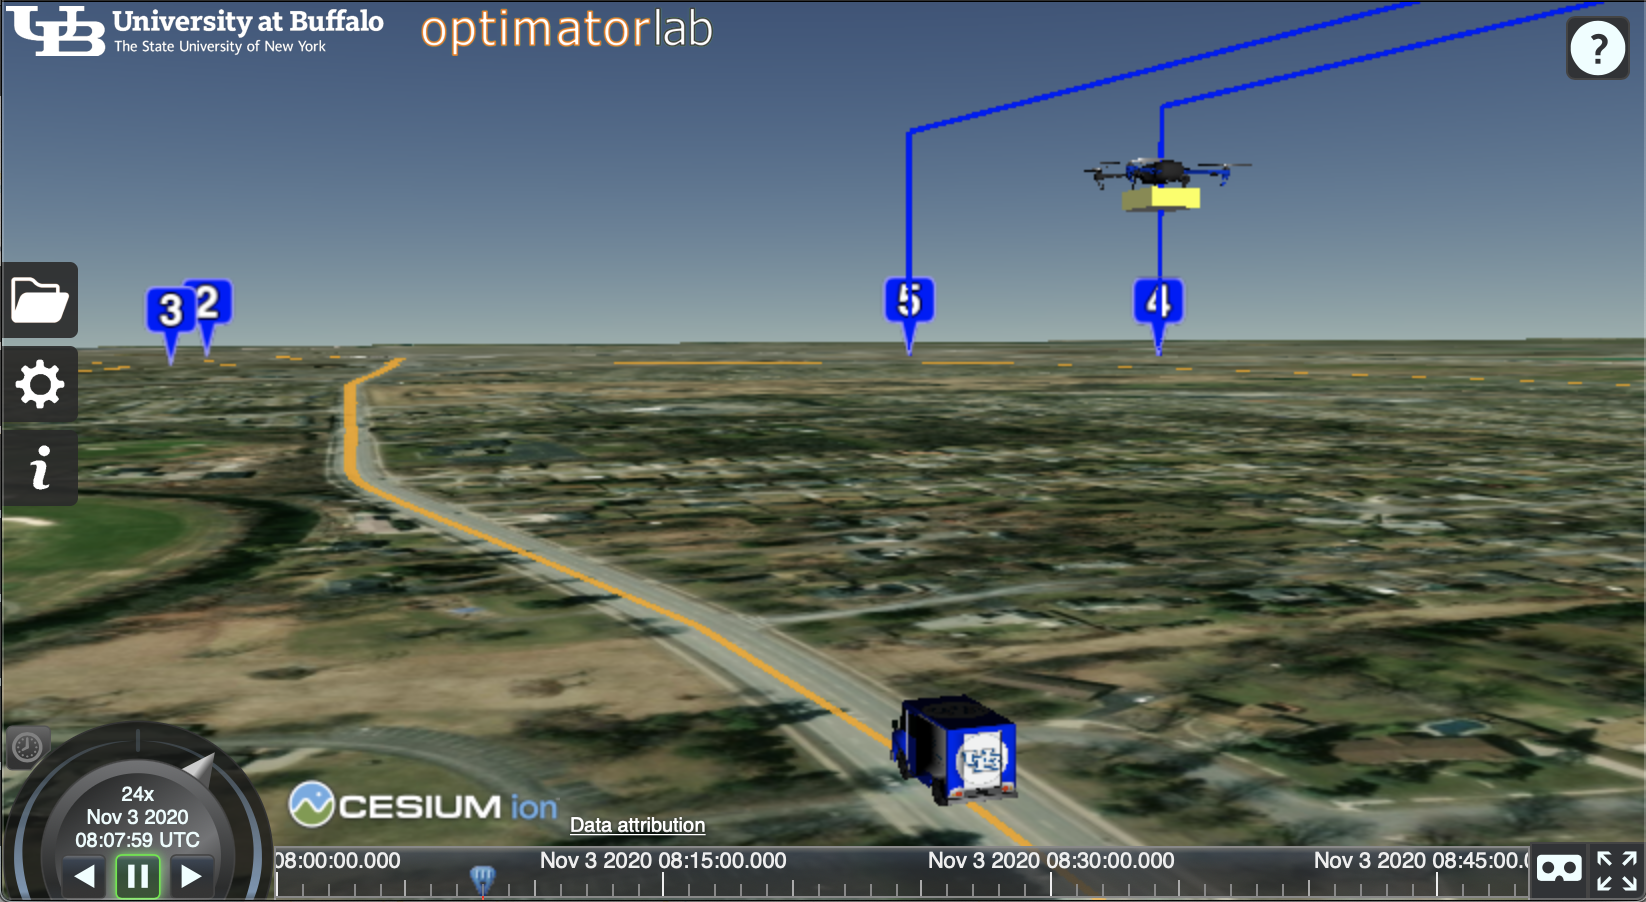 University at Buffalo
The State University of New York
optimatorlab
?
3
2
5
4
i
UB
24x
Nov 3 2020
08:07:59 UTC
CESIUM ion
Data attribution
08:00:00.000
Nov 3 2020 08:15:00.000
Nov 3 2020 08:30:00.000
Nov 3 2020 08:45:00.0